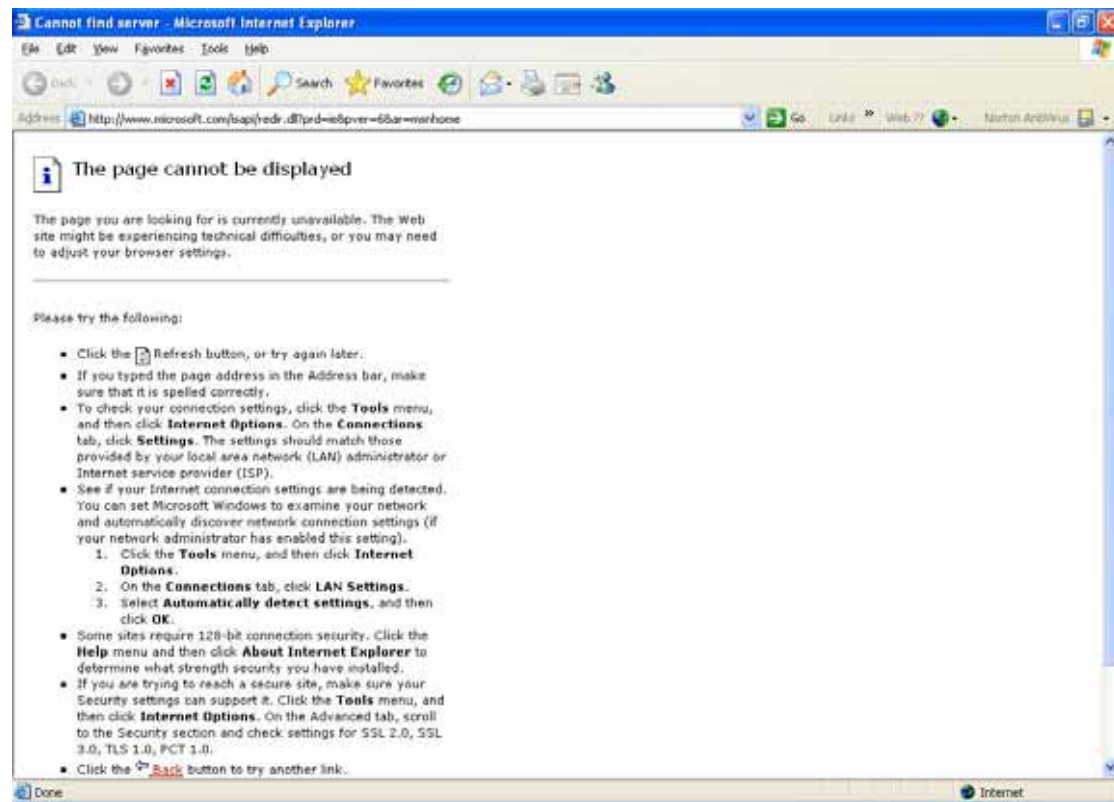 Cannot find server - Microsoft Internet Explorer
File Edit View Favorites Tools Help
Back Search Favorites
Address http://www.microsoft.com/isapi/redir.dll?prd=ie&pver=6&ar=msnhome Go Links » Norton AntiVirus
The page cannot be displayed
The page you are looking for is currently unavailable. The Web
site might be experiencing technical difficulties, or you may need
to adjust your browser settings.
Please try the following:
• Click the Refresh button, or try again later.
• If you typed the page address in the Address bar, make
sure that it is spelled correctly.
• To check your connection settings, click the Tools menu,
and then click Internet Options. On the Connections
tab, click Settings. The settings should match those
provided by your local area network (LAN) administrator or
Internet service provider (ISP).
• See if your Internet connection settings are being detected.
You can set Microsoft Windows to examine your network
and automatically discover network connection settings (if
your network administrator has enabled this setting).
1. Click the Tools menu, and then click Internet
Options.
2. On the Connections tab, click LAN Settings.
3. Select Automatically detect settings, and then
click OK.
• Some sites require 128-bit connection security. Click the
Help menu and then click About Internet Explorer to
determine what strength security you have installed.
• If you are trying to reach a secure site, make sure your
Security settings can support it. Click the Tools menu, and
then click Internet Options. On the Advanced tab, scroll
to the Security section and check settings for SSL 2.0, SSL
3.0, TLS 1.0, PCT 1.0.
• Click the Back button to try another link.
Done Internet